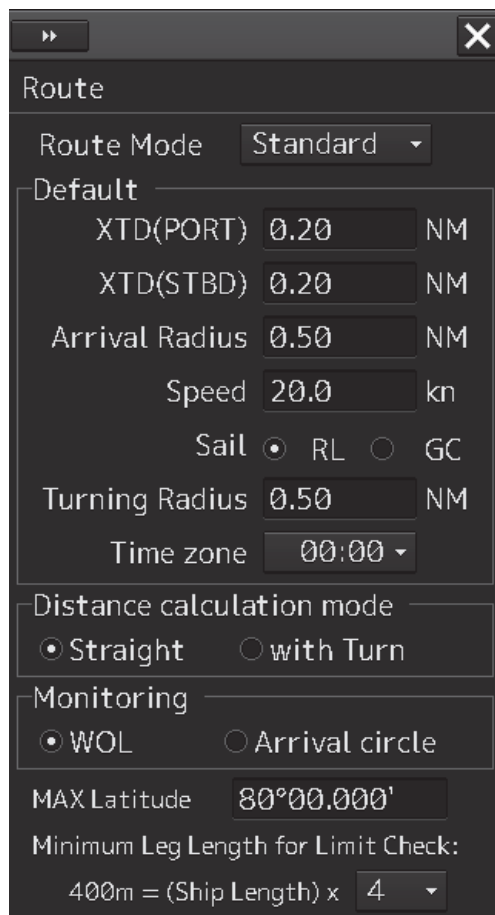 Route
Route Mode Standard
Default
XTD(PORT) 0.20 NM
XTD(STBD) 0.20 NM
Arrival Radius 0.50 NM
Speed 20.0 kn
Sail RL GC
Turning Radius 0.50 NM
Time zone 00:00
Distance calculation mode
Straight with Turn
Monitoring
WOL Arrival circle
MAX Latitude 80°00.000'
Minimum Leg Length for Limit Check:
400m = (Ship Length) x 4